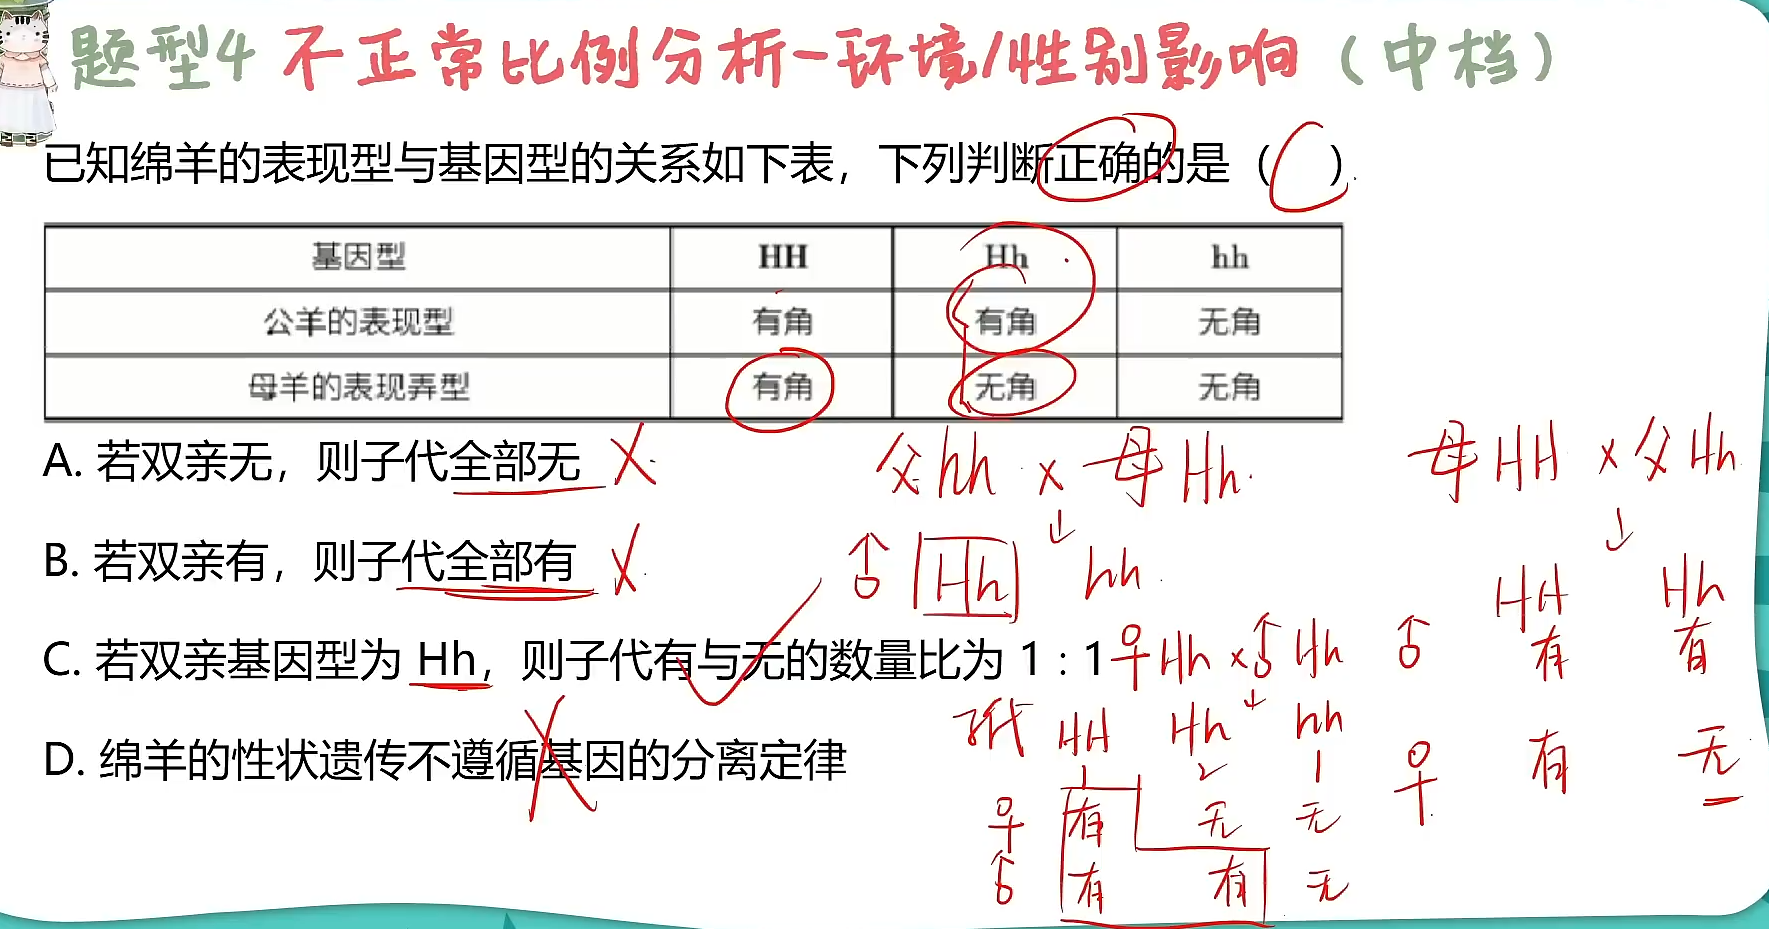 题型4 不正常比例分析-环境/性别影响（中档）
已知绵羊的表现型与基因型的关系如下表，下列判断正确的是（ ）
基因型 HH Hh hh
公羊的表现型 有角 有角 无角
母羊的表现弄型 有角 无角 无角
A. 若双亲无，则子代全部无 X
父hh × 母Hh
母HH × 父Hh
↓
↓
B. 若双亲有，则子代全部有 X
♂ Hh hh
HH Hh
C. 若双亲基因型为 Hh，则子代有与无的数量比为 1：1
♀Hh × ♂Hh
♂ 有 有
↓
子代 HH Hh hh
1 2 1
D. 绵羊的性状遗传不遵循基因的分离定律 X
♀ 有 无
♀ 有 无 无
♂ 有 有 无